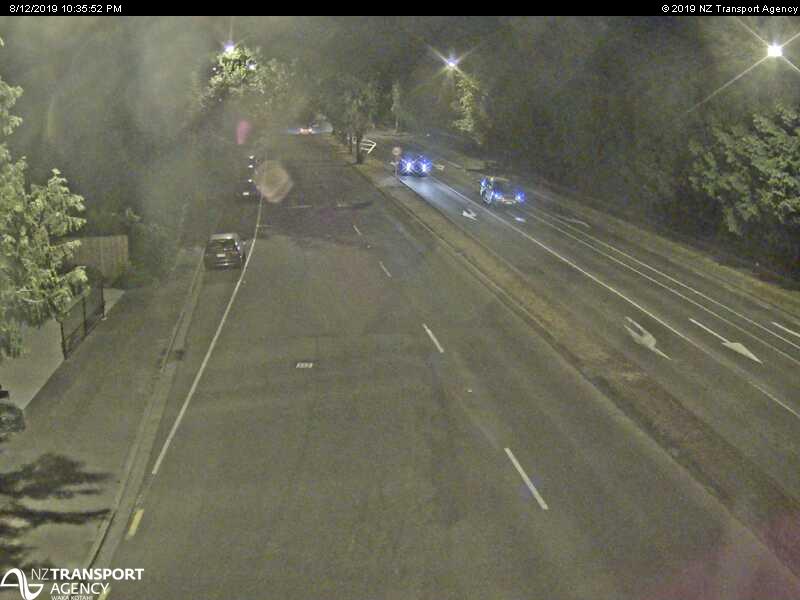 8/12/2019 10:35:52 PM
© 2019 NZ Transport Agency
NZTRANSPORT
AGENCY
WAKA KOTAHI